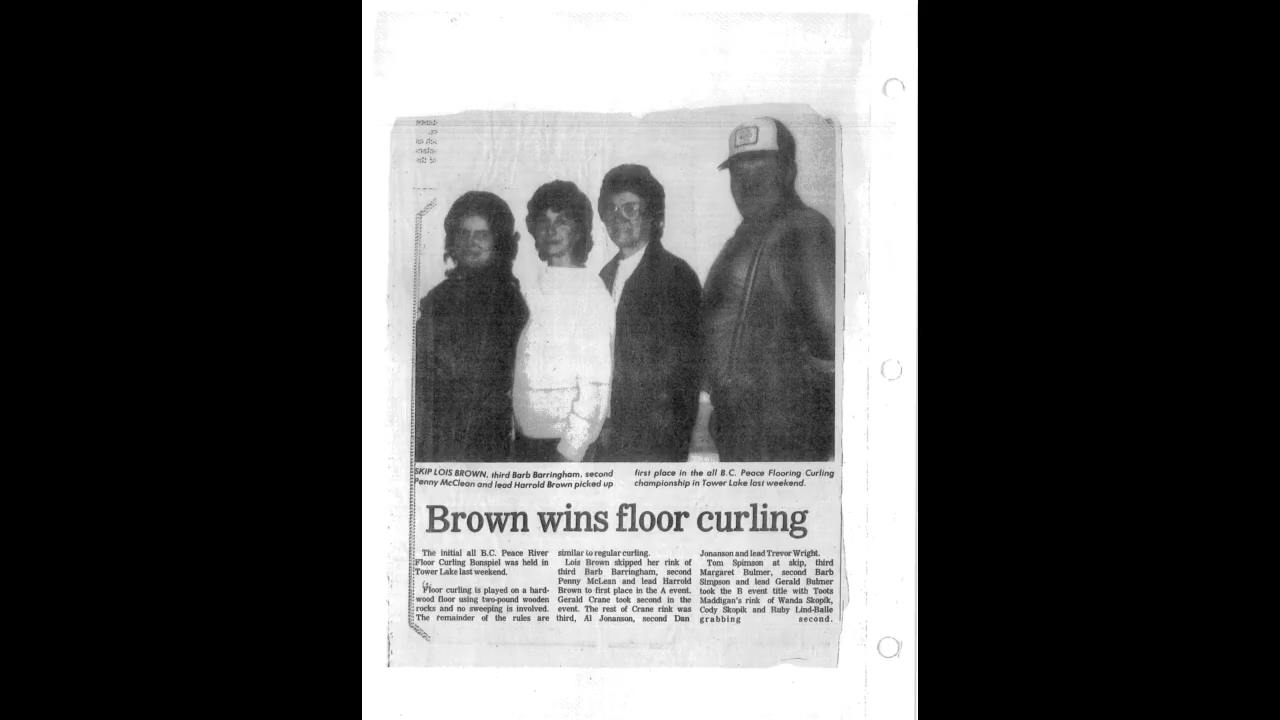 SKIP LOIS BROWN, third Barb Barringham, second
Penny McClean and lead Harrold Brown picked up
first place in the all B.C. Peace Flooring Curling
championship in Tower Lake last weekend.
Brown wins floor curling
The initial all B.C. Peace River
Floor Curling Bonspiel was held in
Tower Lake last weekend.
Floor curling is played on a hard-
wood floor using two-pound wooden
rocks and no sweeping is involved.
The remainder of the rules are
similar to regular curling.
Lois Brown skipped her rink of
third Barb Barringham, second
Penny McLean and lead Harrold
Brown to first place in the A event.
Gerald Crane took second in the
event. The rest of Crane rink was
third, Al Jonanson, second Dan
Jonanson and lead Trevor Wright.
Tom Spimson at skip, third
Margaret Bulmer, second Barb
Simpson and lead Gerald Bulmer
took the B event title with Toots
Maddigan's rink of Wanda Skopik,
Cody Skopik and Ruby Lind-Balle
grabbing second.